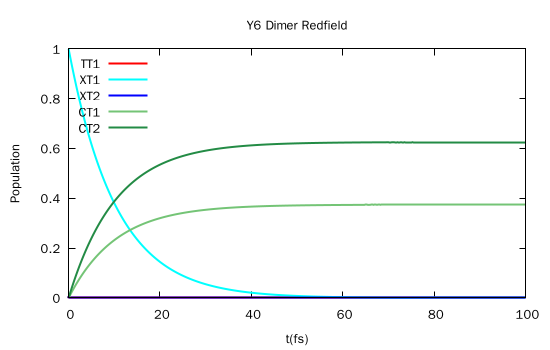 Y6 Dimer Redfield
1
0.8
0.6
0.4
0.2
0
Population
TT1
XT1
XT2
CT1
CT2
0 20 40 60 80 100
t(fs)